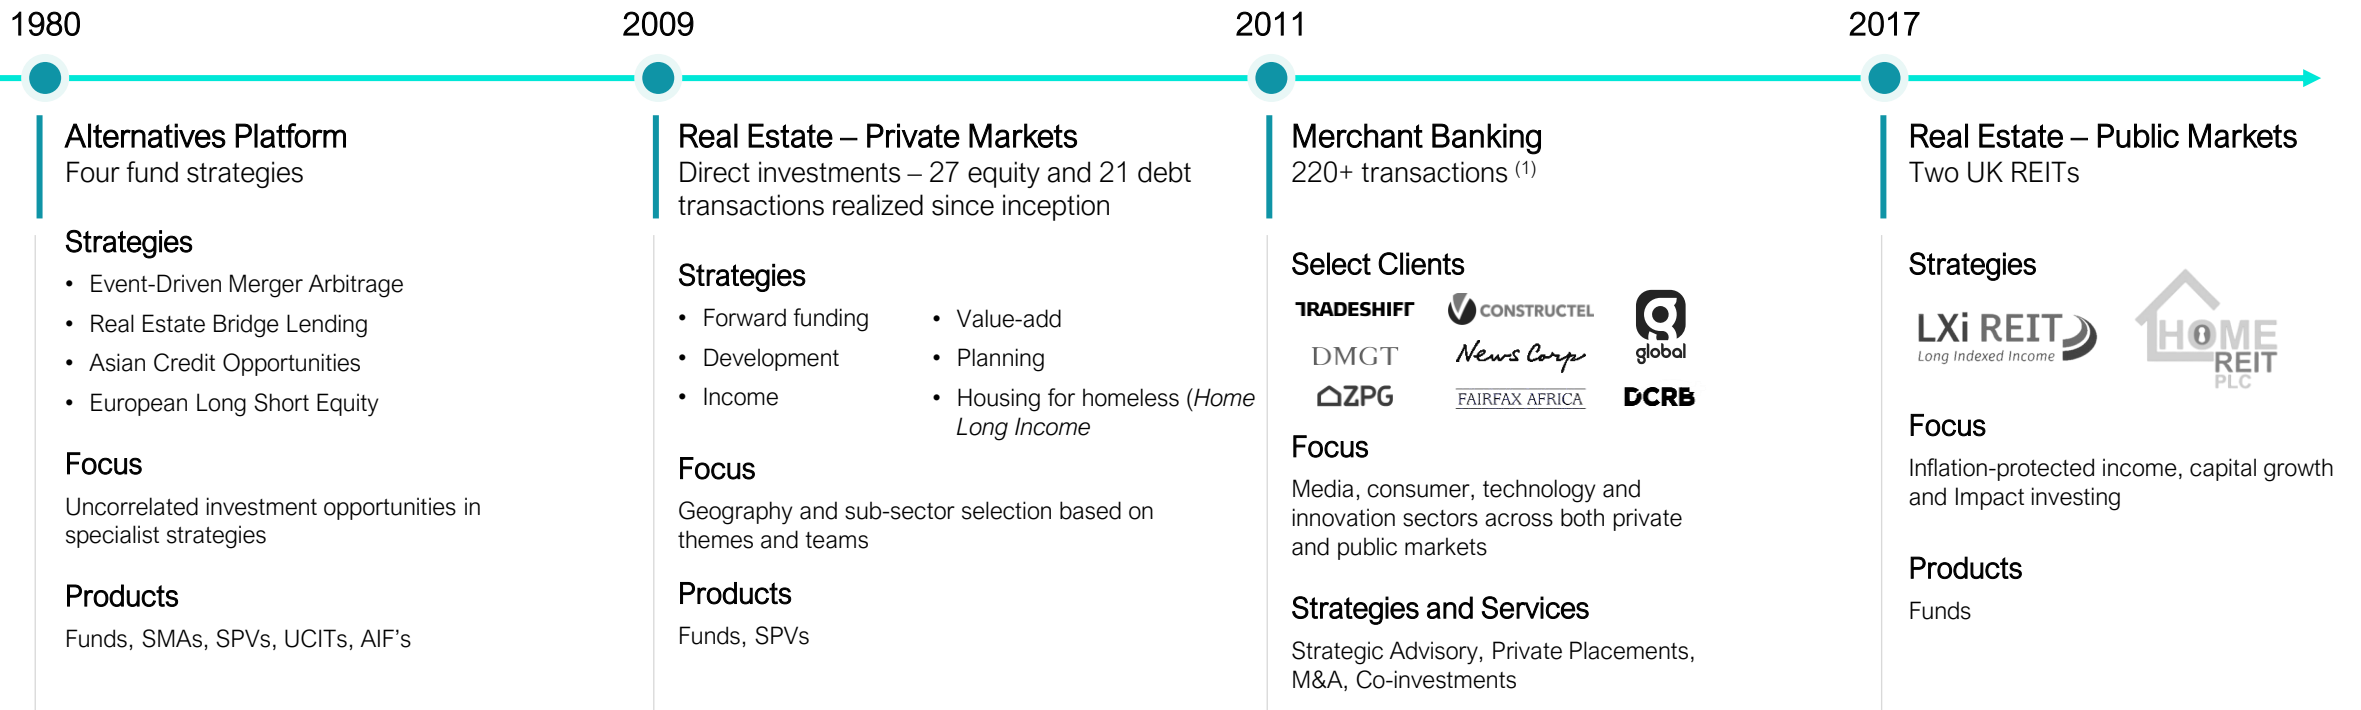 1980
2009
2011
2017
Alternatives Platform
Four fund strategies
Strategies
• Event-Driven Merger Arbitrage
• Real Estate Bridge Lending
• Asian Credit Opportunities
• European Long Short Equity
Focus
Uncorrelated investment opportunities in
specialist strategies
Products
Funds, SMAs, SPVs, UCITs, AIF’s
Real Estate – Private Markets
Direct investments – 27 equity and 21 debt
transactions realized since inception
Strategies
• Forward funding
• Development
• Income
• Value-add
• Planning
• Housing for homeless (Home
Long Income
Focus
Geography and sub-sector selection based on
themes and teams
Products
Funds, SPVs
Merchant Banking
220+ transactions (1)
Select Clients
TRADESHIFT
CONSTRUCTEL
global
DMGT
News Corp
ZPG
FAIRFAX AFRICA
DCRB
Focus
Media, consumer, technology and
innovation sectors across both private
and public markets
Strategies and Services
Strategic Advisory, Private Placements,
M&A, Co-investments
Real Estate – Public Markets
Two UK REITs
Strategies
LXi REIT
Long Indexed Income
HOME
REIT
PLC
Focus
Inflation-protected income, capital growth
and Impact investing
Products
Funds